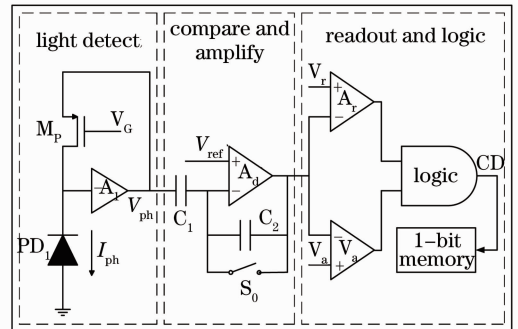 light detect
compare and
amplify
readout and logic
M_P
V_G
A_1
V_ph
PD_1
I_ph
V_ref
A_d
C_1
C_2
S_0
V_r
A_r
V_a
V_a
logic
CD
1-bit
memory